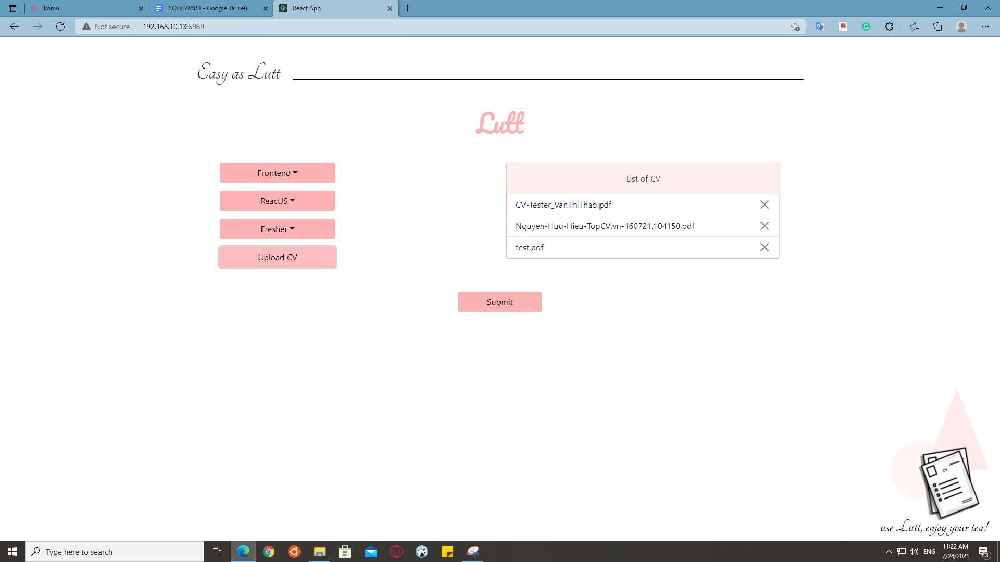 komu
CODEWAR3 - Google Tài liệu
React App
Not secure
192.168.10.13:6969
Easy as Lutt
Lutt
Frontend
ReactJS
Fresher
Upload CV
List of CV
CV-Tester_VanThiThao.pdf
Nguyen-Huu-Hieu-TopCV.vn-160721.104150.pdf
test.pdf
Submit
CV
use Lutt, enjoy your tea!
Type here to search
ENG
11:22 AM
7/24/2021
3